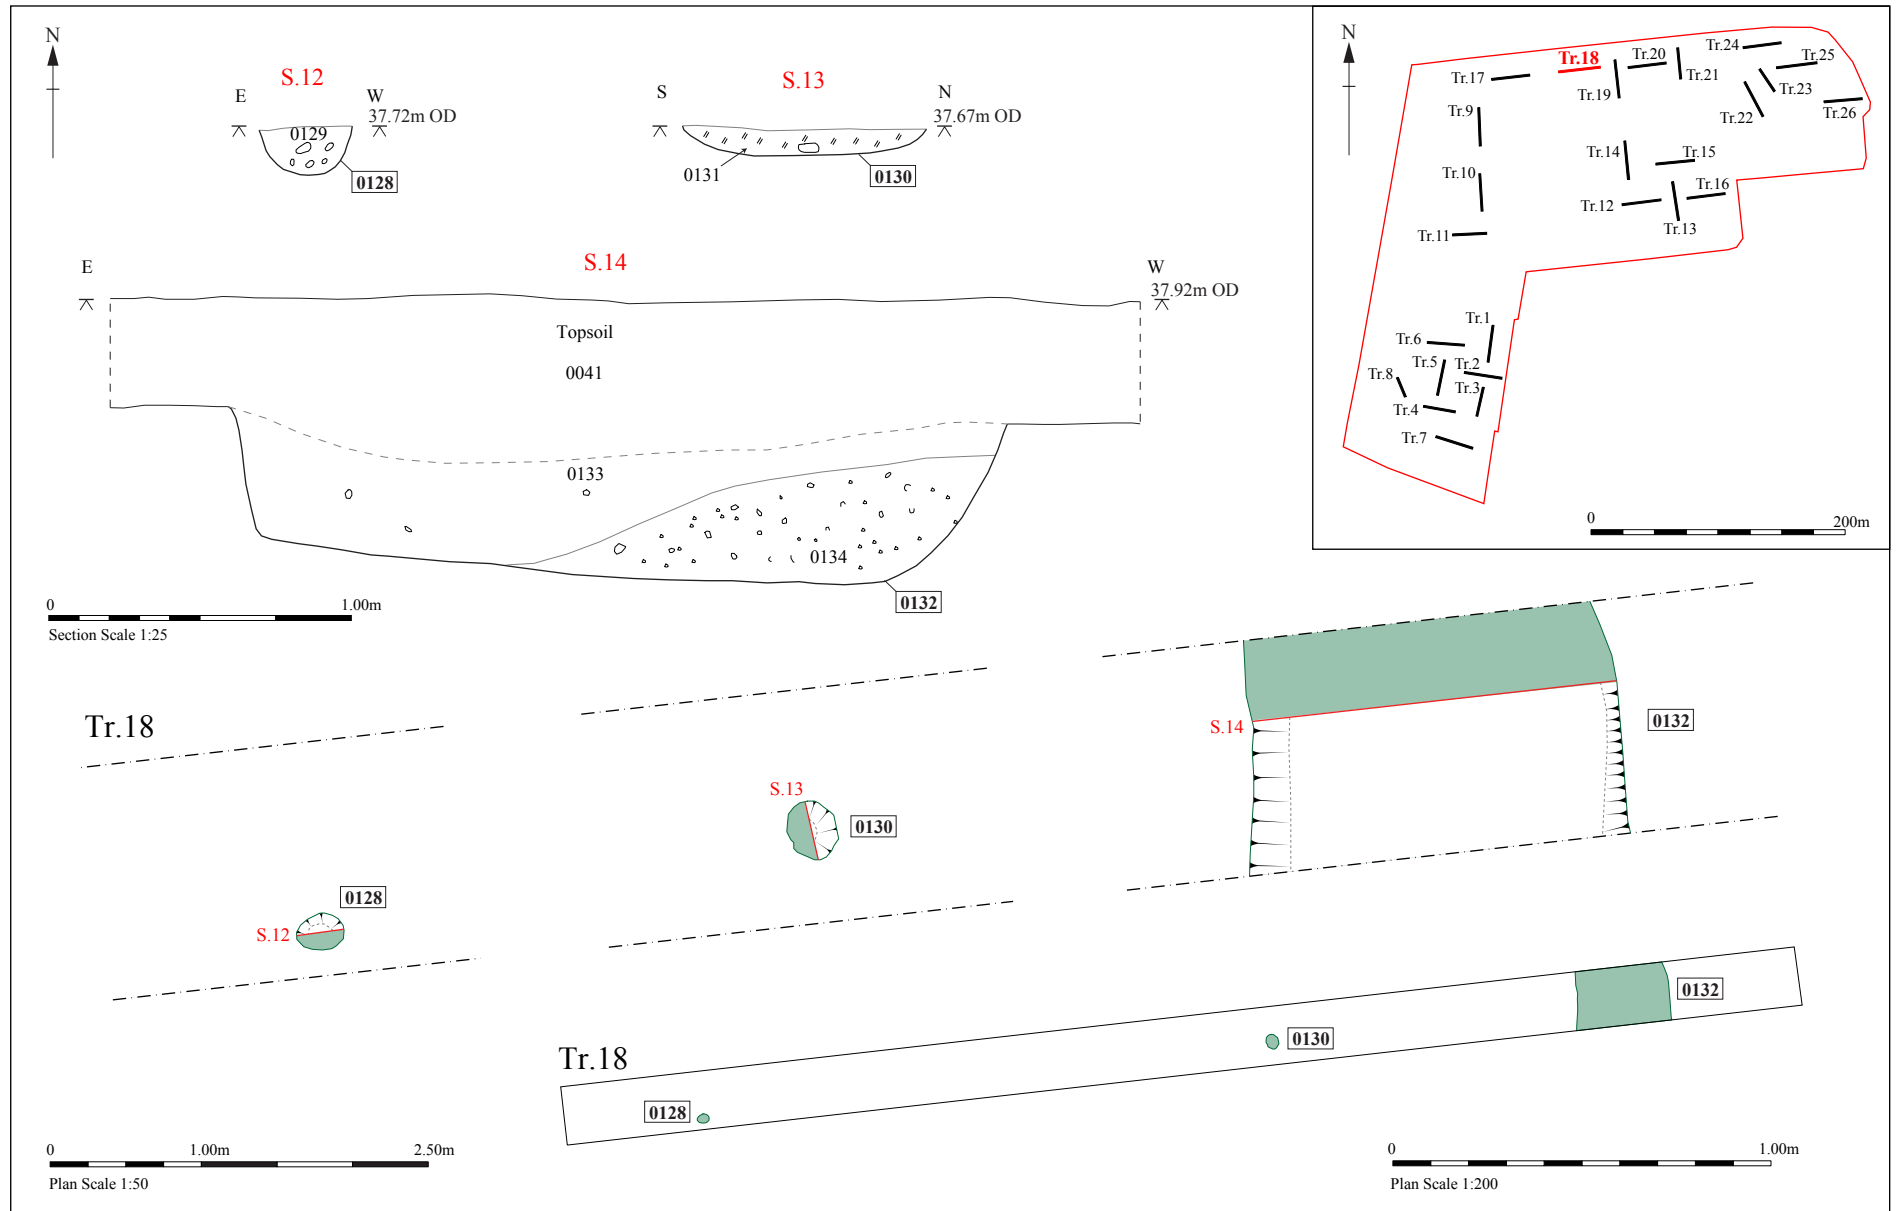 N
S.12
E
W
37.72m OD
0129
0128
S.13
S
N
37.67m OD
0131
0130
S.14
E
W
37.92m OD
Topsoil
0041
0133
0134
0132
0
1.00m
Section Scale 1:25
N
Tr.17
Tr.18
Tr.20
Tr.24
Tr.25
Tr.19
Tr.21
Tr.23
Tr.22
Tr.26
Tr.9
Tr.14
Tr.15
Tr.10
Tr.16
Tr.12
Tr.13
Tr.11
Tr.1
Tr.6
Tr.5
Tr.2
Tr.8
Tr.3
Tr.4
Tr.7
0
200m
Tr.18
S.14
0132
S.13
0130
0128
S.12
Tr.18
0132
0130
0128
0
1.00m
2.50m
Plan Scale 1:50
0
1.00m
Plan Scale 1:200